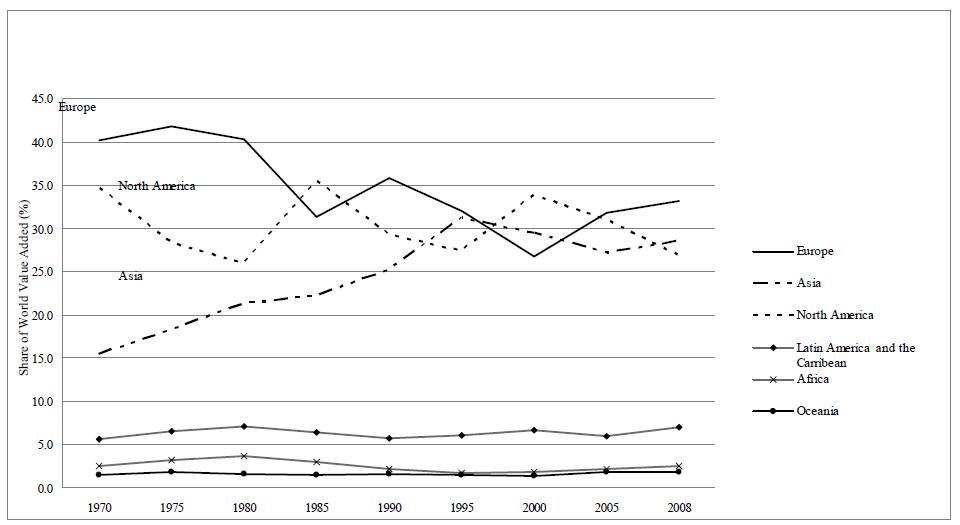 45.0
Europe
40.0
35.0
North America
30.0
25.0
Asia
20.0
15.0
10.0
5.0
0.0
Share of World Value Added (%)
1970 1975 1980 1985 1990 1995 2000 2005 2008
Europe
Asia
North America
Latin America and the
Carribean
Africa
Oceania